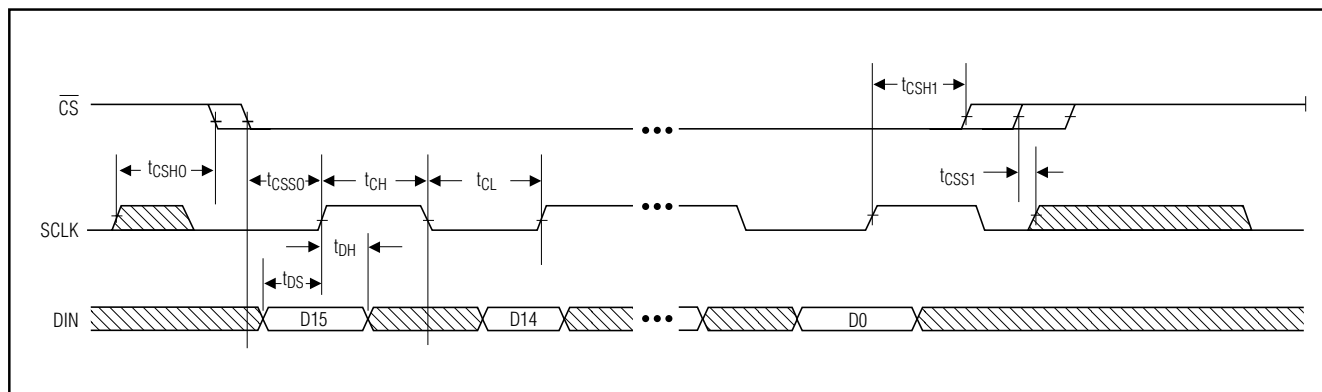 tCSH1
CS
•••
tCSH0
tCSS0
tCH
tCL
tCSS1
SCLK
•••
tDH
tDS
DIN
D15
D14
•••
D0